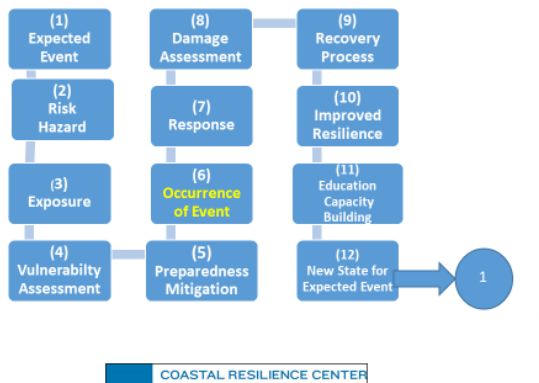 (1)
Expected
Event
(2)
Risk
Hazard
(3)
Exposure
(4)
Vulnerabilty
Assessment
(5)
Preparedness
Mitigation
(6)
Occurrence
of Event
(7)
Response
(8)
Damage
Assessment
(9)
Recovery
Process
(10)
Improved
Resilience
(11)
Education
Capacity
Building
(12)
New State for
Expected Event
1
COASTAL RESILIENCE CENTER